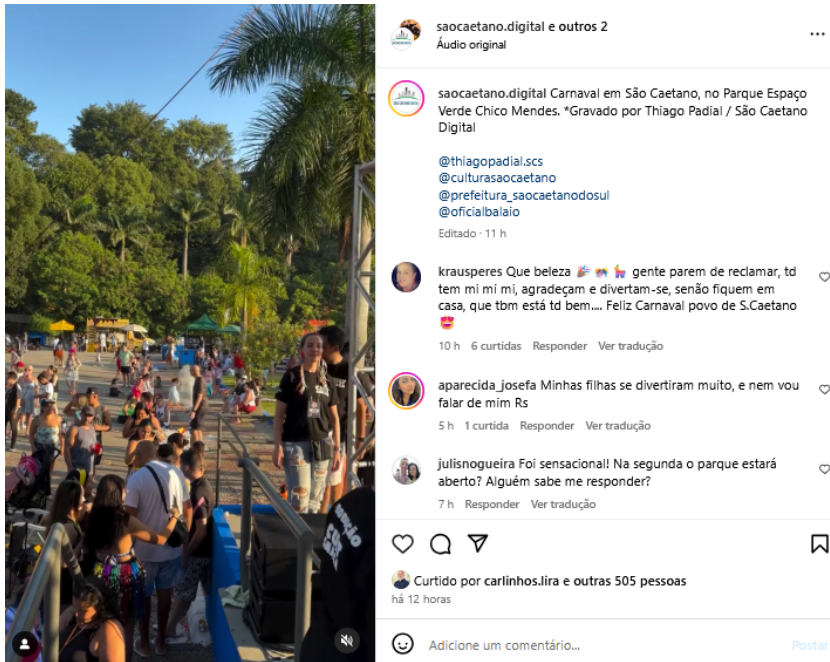 saocaetano.digital e outros 2
Áudio original
saocaetano.digital Carnaval em São Caetano, no Parque Espaço
Verde Chico Mendes. *Gravado por Thiago Padial / São Caetano
Digital
@thiagopadial.scs
@culturasaocaetano
@prefeitura_saocaetanodosul
@oficialbalaio
Editado · 11 h
krausperes Que beleza 🎉 🎊 🪅 gente parem de reclamar, td
tem mi mi mi, agradeçam e divertam-se, senão fiquem em
casa, que tbm está td bem.... Feliz Carnaval povo de S.Caetano
😍
10 h 6 curtidas Responder Ver tradução
aparecida_josefa Minhas filhas se divertiram muito, e nem vou
falar de mim Rs
5 h 1 curtida Responder Ver tradução
julisnogueira Foi sensacional! Na segunda o parque estará
aberto? Alguém sabe me responder?
7 h Responder Ver tradução
Curtido por carlinhos.lira e outras 505 pessoas
há 12 horas
Adicione um comentário...
Postar